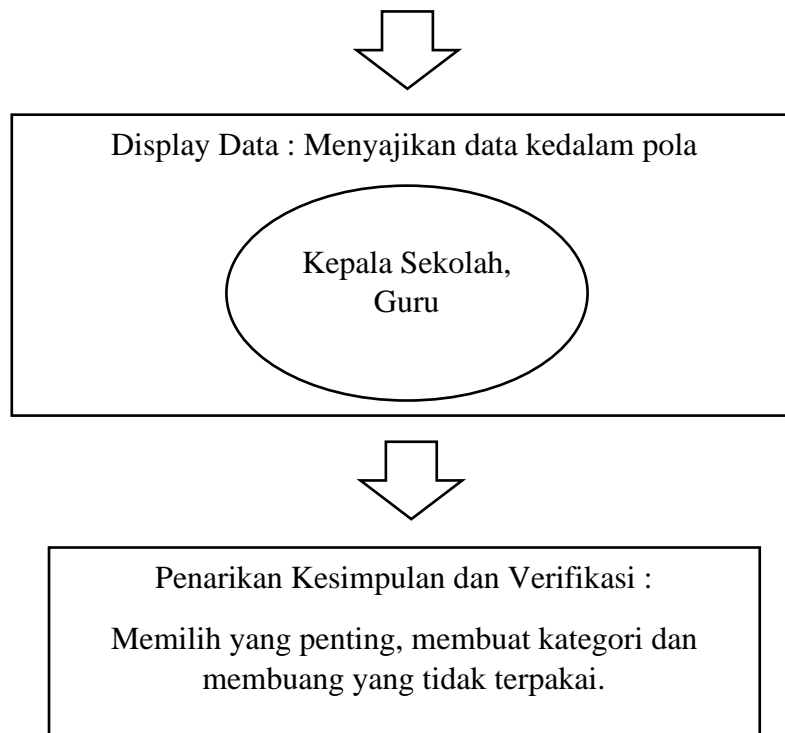 Display Data : Menyajikan data kedalam pola
Kepala Sekolah,
Guru
Penarikan Kesimpulan dan Verifikasi :
Memilih yang penting, membuat kategori dan
membuang yang tidak terpakai.